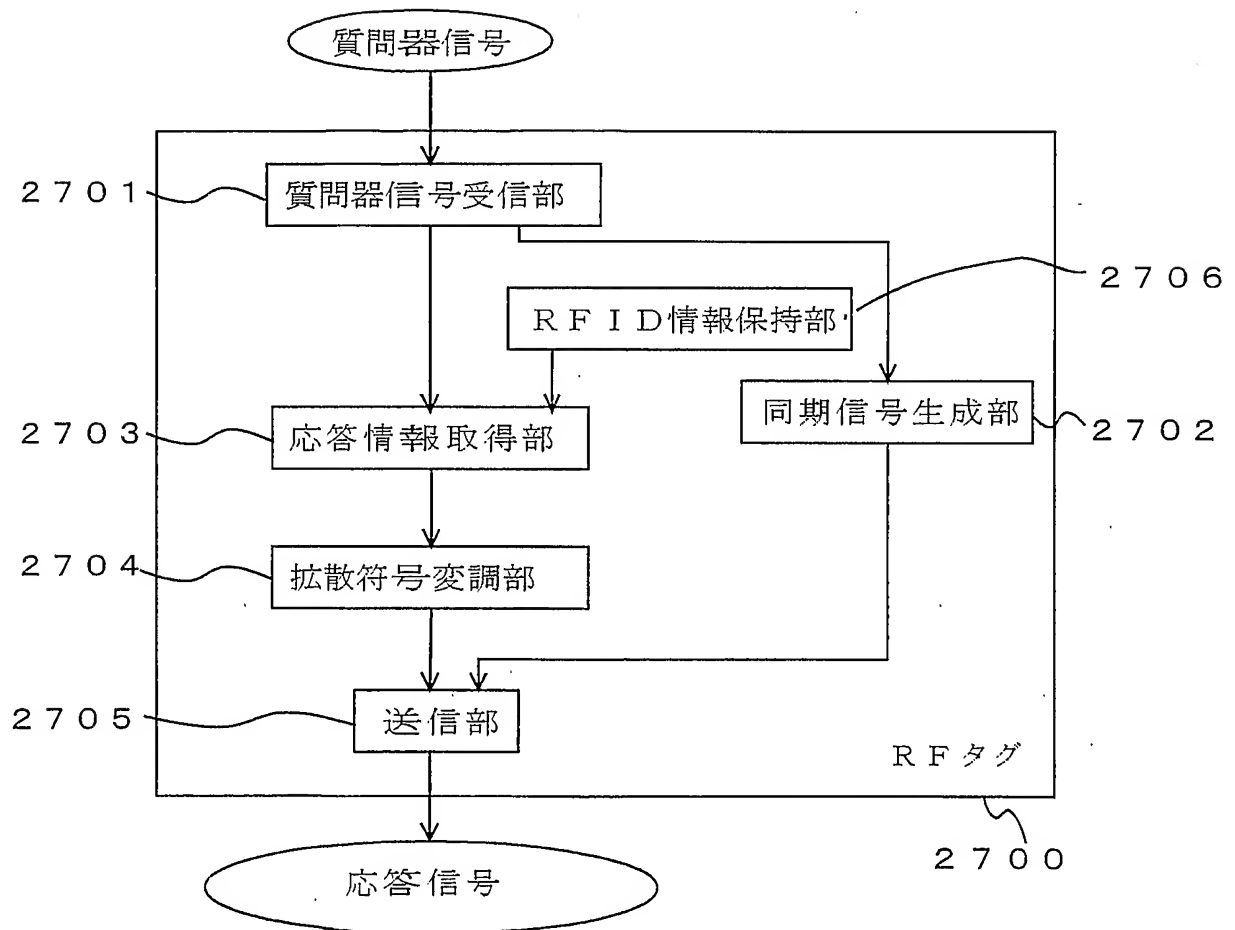 質問器信号
2701
質問器信号受信部
2706
RFID情報保持部
同期信号生成部
2702
2703
応答情報取得部
2704
拡散符号変調部
2705
送信部
RFタグ
2700
応答信号